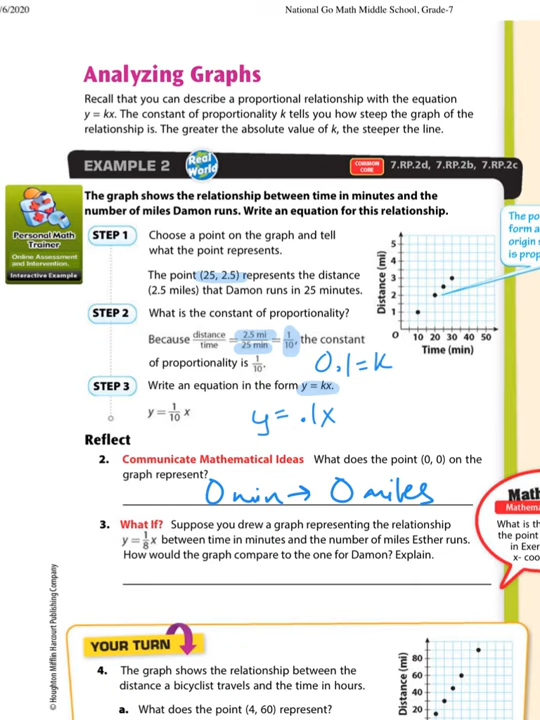 /6/2020
National Go Math Middle School, Grade-7
Analyzing Graphs
Recall that you can describe a proportional relationship with the equation
y = kx. The constant of proportionality k tells you how steep the graph of the
relationship is. The greater the absolute value of k, the steeper the line.
EXAMPLE 2
Real World
COMMON CORE
7.RP.2d, 7.RP.2b, 7.RP.2c
The graph shows the relationship between time in minutes and the
number of miles Damon runs. Write an equation for this relationship.
Personal Math
Trainer
Online Assessment
and Intervention.
Interactive Example
STEP 1
Choose a point on the graph and tell
what the point represents.
The point (25, 2.5) represents the distance
(2.5 miles) that Damon runs in 25 minutes.
STEP 2
What is the constant of proportionality?
Because distance/time = 2.5 mi/25 min = 1/10, the constant
of proportionality is 1/10.
0.1 = k
STEP 3
Write an equation in the form y = kx.
y = 1/10 x
y = .1x
Distance (mi)
5
4
3
2
1
O
10 20 30 40 50
Time (min)
The po
form a
origin
is prop
Reflect
2. Communicate Mathematical Ideas What does the point (0, 0) on the
graph represent?
0 min → 0 miles
3. What If? Suppose you drew a graph representing the relationship
y = 1/8 x between time in minutes and the number of miles Esther runs.
How would the graph compare to the one for Damon? Explain.
Math
Mathema
What is th
the point
in Exer
x- coo
© Houghton Mifflin Harcourt Publishing Company
YOUR TURN
4. The graph shows the relationship between the
distance a bicyclist travels and the time in hours.
a. What does the point (4, 60) represent?
Distance (mi)
80
60
40
20